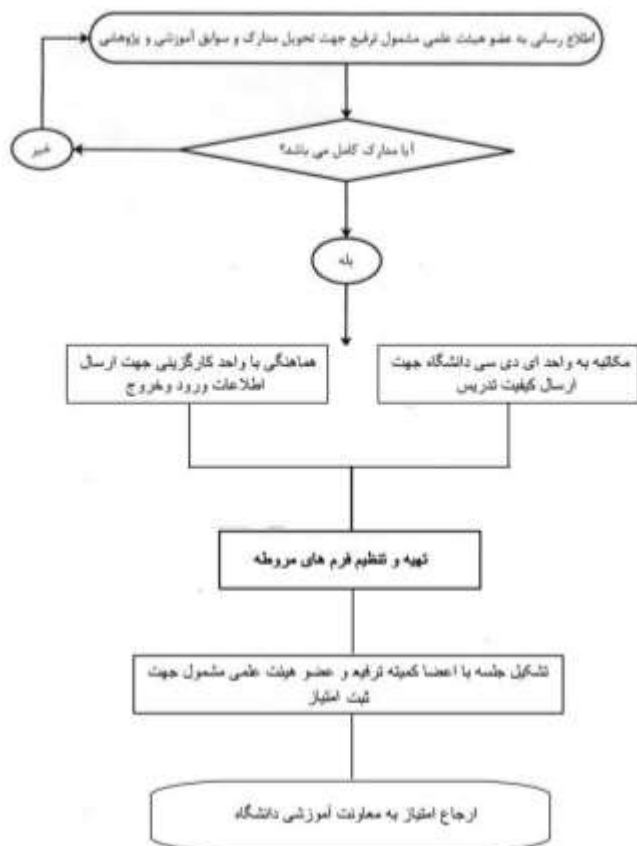 اطلاع رسانی به عضو هیئت علمی مشمول ترفیع جهت تحویل مدارک و سوابق آموزشی و پژوهشی
آیا مدارک کامل می باشد؟
خیر
بله
مکاتبه به واحد ای دی سی دانشگاه جهت
ارسال کیفیت تدریس
هماهنگی با واحد کارگزینی جهت ارسال
اطلاعات ورود وخروج
تهیه و تنظیم فرم های مروطه
تشکیل جلسه با اعضا کمیته ترفیع و عضو هیئت علمی مشمول جهت
ثبت امتیاز
ارجاع امتیاز به معاونت آموزشی دانشگاه